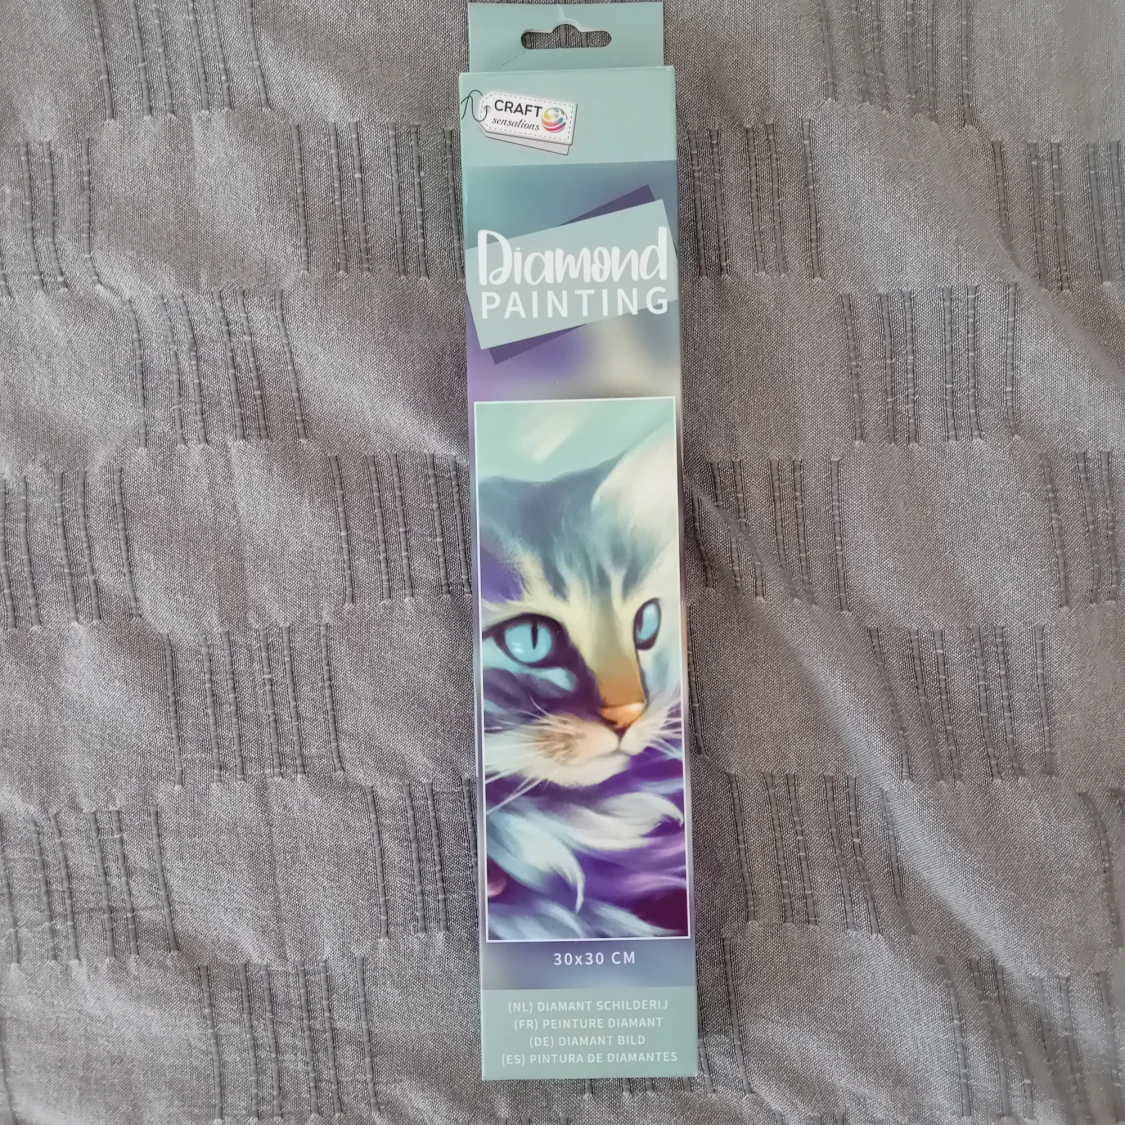 CRAFT
sensations
Diamond
PAINTING
30x30 CM
(NL) DIAMANT SCHILDERIJ
(FR) PEINTURE DIAMANT
(DE) DIAMANT BILD
(ES) PINTURA DE DIAMANTES